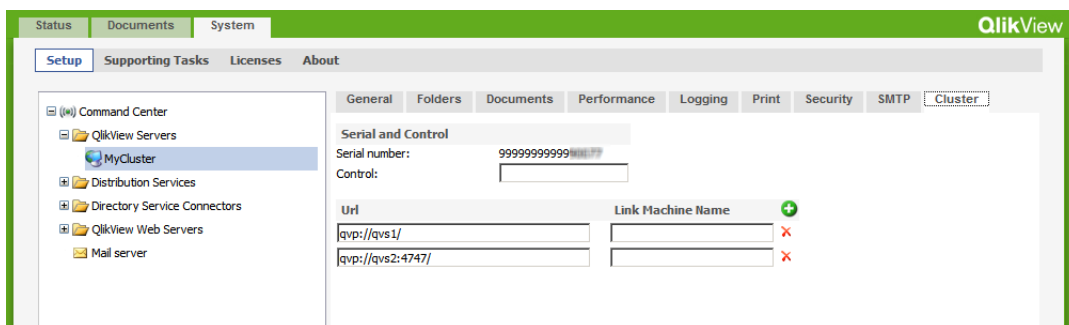 Status Documents System QlikView
Setup Supporting Tasks Licenses About
General Folders Documents Performance Logging Print Security SMTP Cluster
Command Center
QlikView Servers
MyCluster
Distribution Services
Directory Service Connectors
QlikView Web Servers
Mail server
Serial and Control
Serial number: 99999999999
Control:
Url Link Machine Name
qvp://qvs1/
qvp://qvs2:4747/